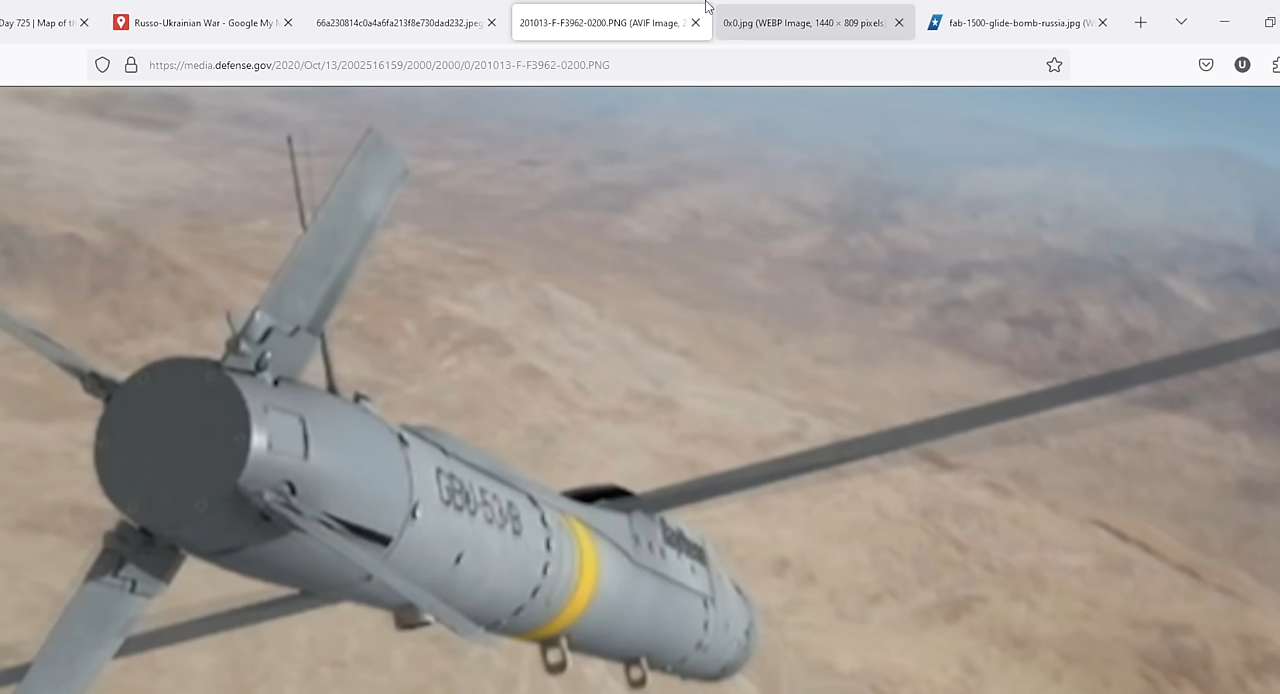 Day 725 | Map of th
Russo-Ukrainian War - Google My M
66a230814c0a4a6fa213f8e730dad232.jpeg
201013-F-F3962-0200.PNG (AVIF Image, 2
0x0.jpg (WEBP Image, 1440 × 809 pixels
fab-1500-glide-bomb-russia.jpg (W
https://media.defense.gov/2020/Oct/13/2002516159/2000/2000/0/201013-F-F3962-0200.PNG
U
GBU-53/B
Raytheon